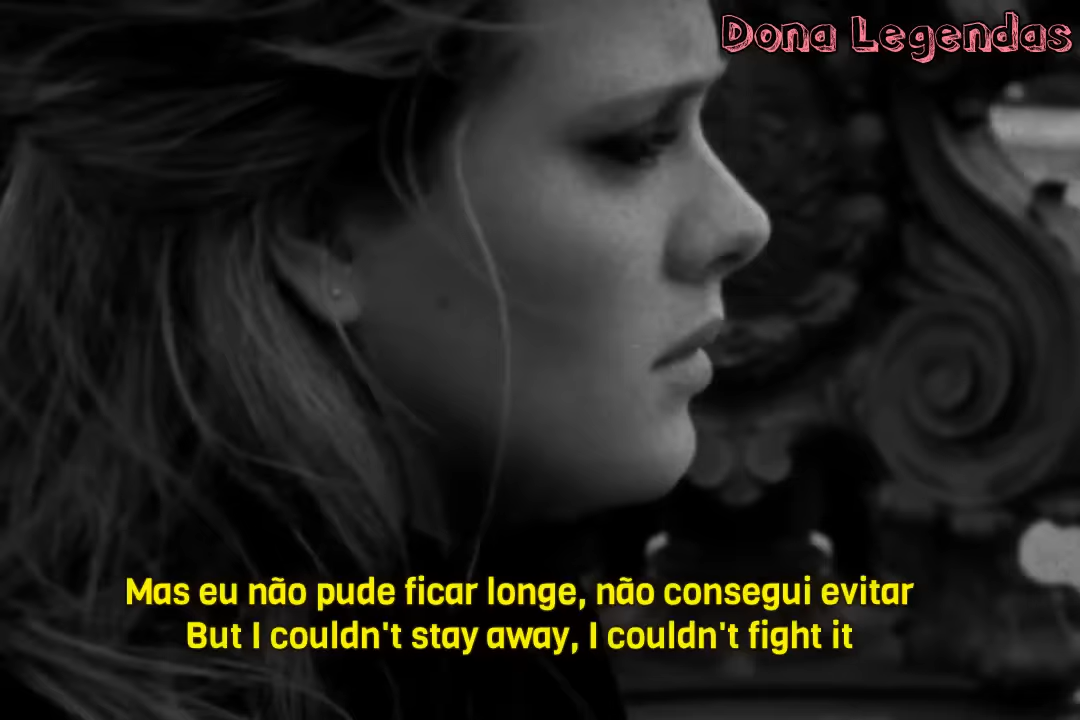 Dona Legendas
Mas eu não pude ficar longe, não consegui evitar
But I couldn't stay away, I couldn't fight it